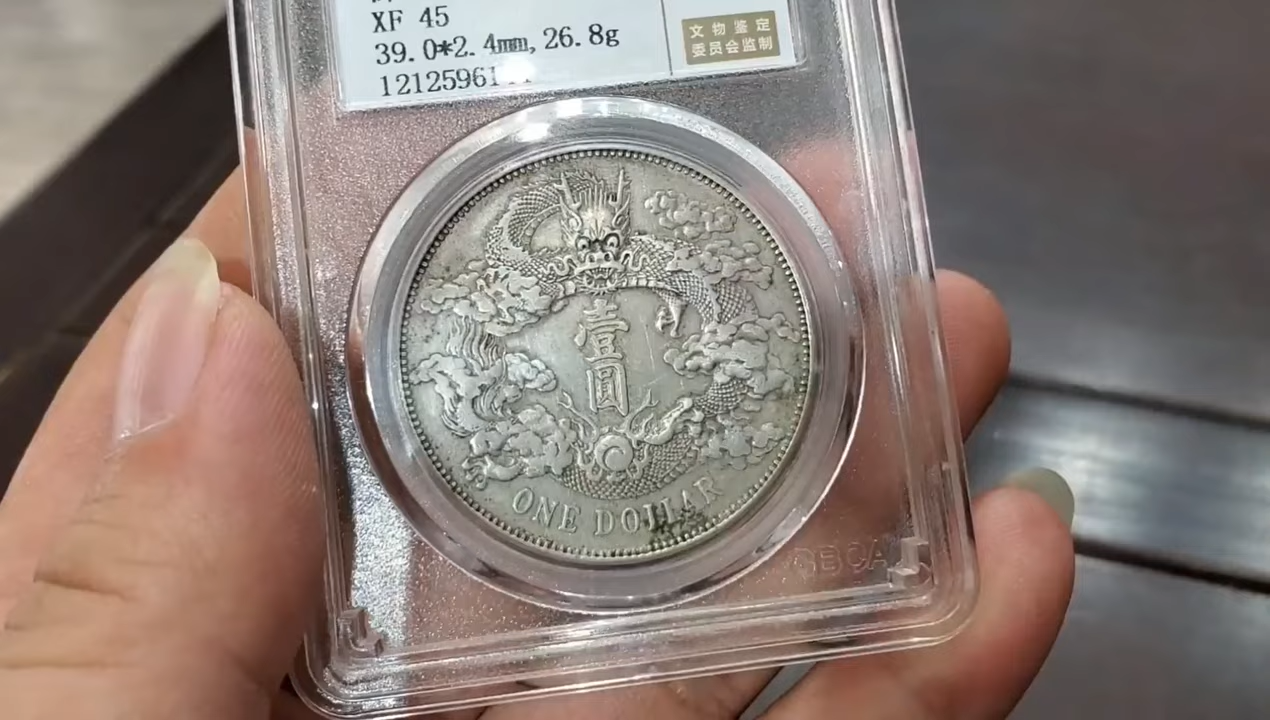 XF 45
39.0*2.4mm, 26.8g
12125961
文物鉴定
委员会监制
壹
圓
ONE DOLLAR